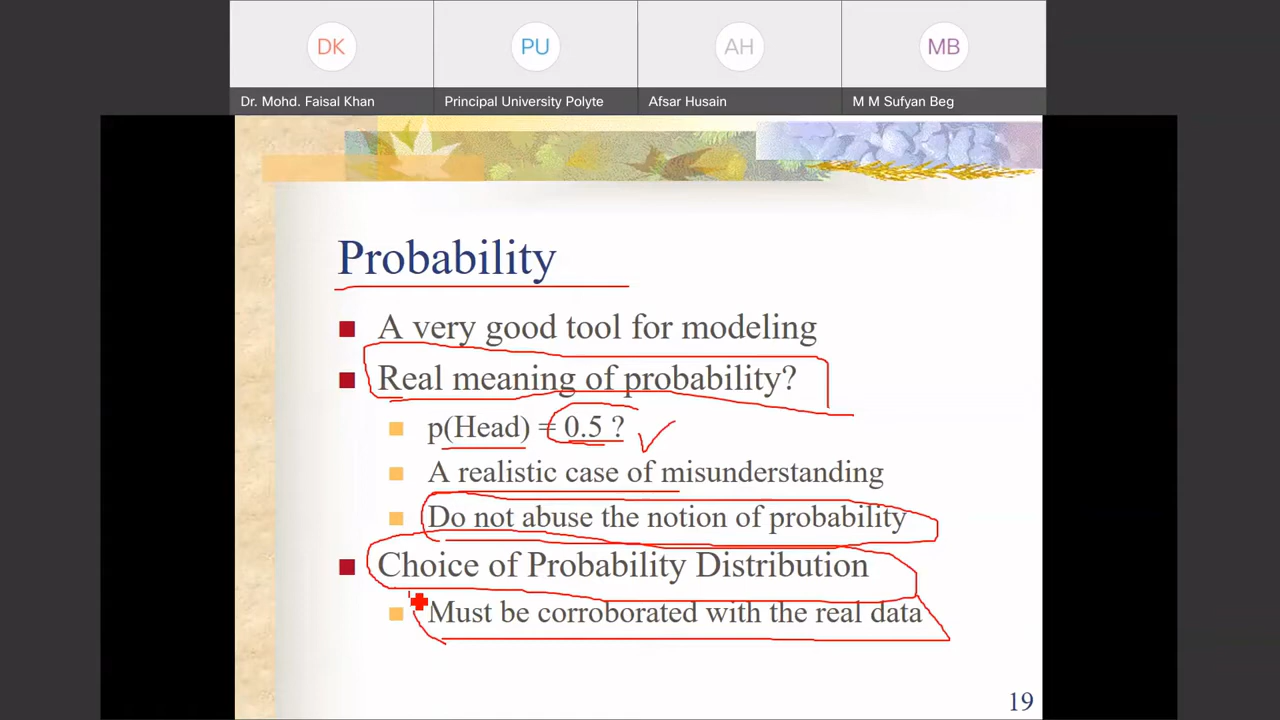 DK
PU
AH
MB
Dr. Mohd. Faisal Khan
Principal University Polyte
Afsar Husain
M M Sufyan Beg
Probability
A very good tool for modeling
Real meaning of probability?
p(Head) = 0.5 ?
A realistic case of misunderstanding
Do not abuse the notion of probability
Choice of Probability Distribution
Must be corroborated with the real data
19